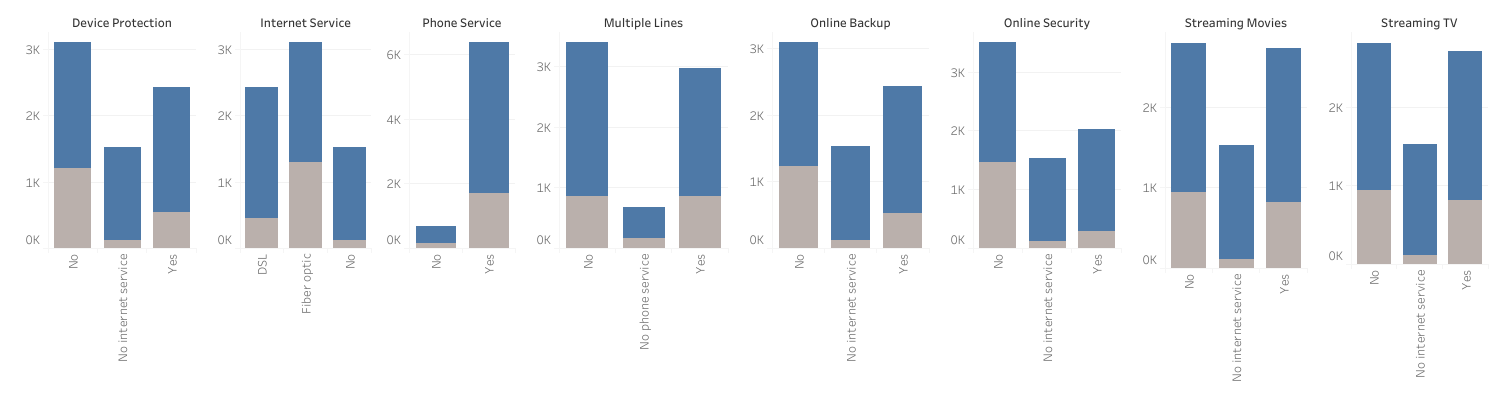 Device Protection
3K
2K
1K
0K
No
No internet service
Yes
Internet Service
3K
2K
1K
0K
DSL
Fiber optic
No
Phone Service
6K
4K
2K
0K
No
Yes
Multiple Lines
3K
2K
1K
0K
No
No phone service
Yes
Online Backup
3K
2K
1K
0K
No
No internet service
Yes
Online Security
3K
2K
1K
0K
No
No internet service
Yes
Streaming Movies
2K
1K
0K
No
No internet service
Yes
Streaming TV
2K
1K
0K
No
No internet service
Yes